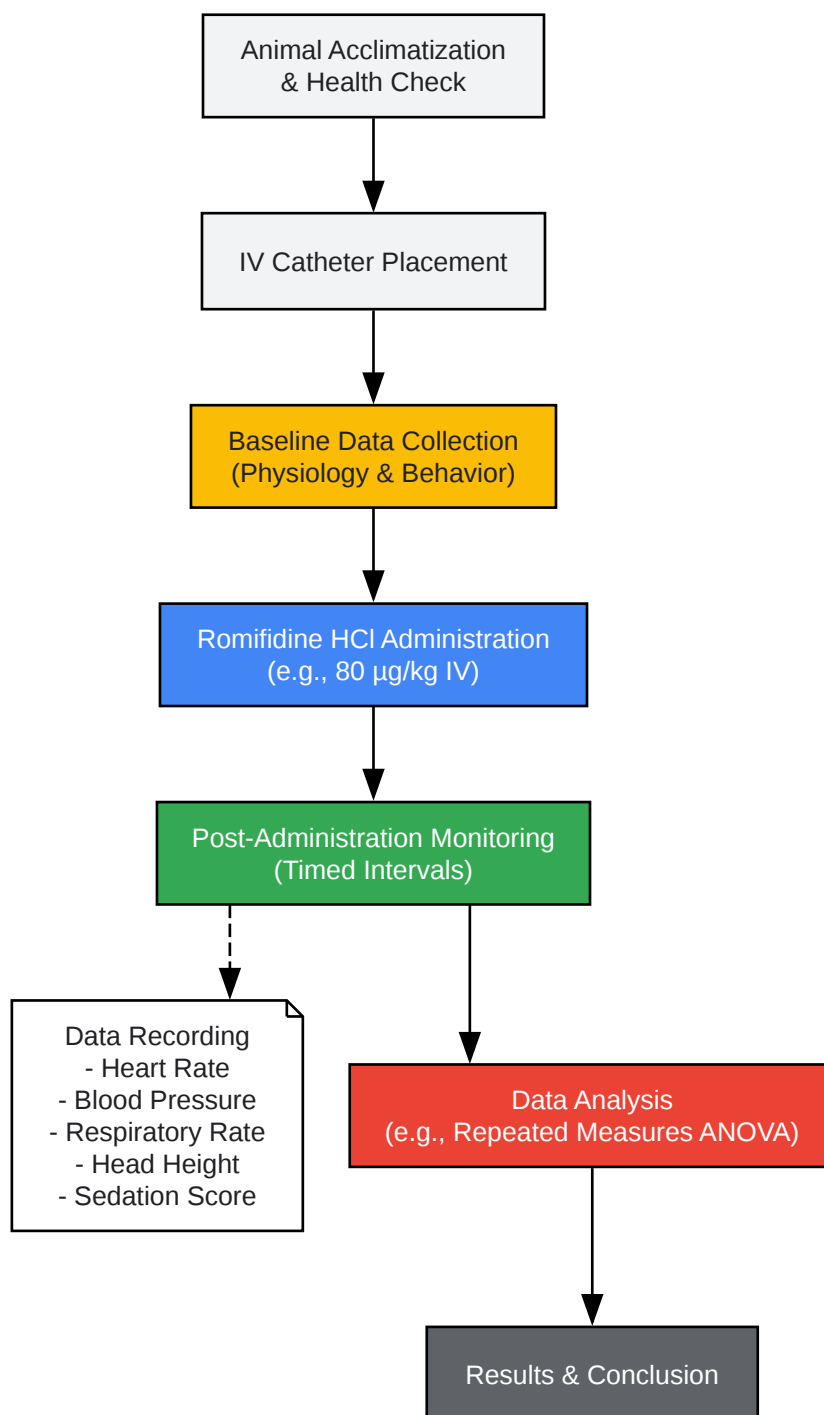 Animal Acclimatization
& Health Check
IV Catheter Placement
Baseline Data Collection
(Physiology & Behavior)
Romifidine HCl Administration
(e.g., 80 µg/kg IV)
Post-Administration Monitoring
(Timed Intervals)
Data Recording
- Heart Rate
- Blood Pressure
- Respiratory Rate
- Head Height
- Sedation Score
Data Analysis
(e.g., Repeated Measures ANOVA)
Results & Conclusion